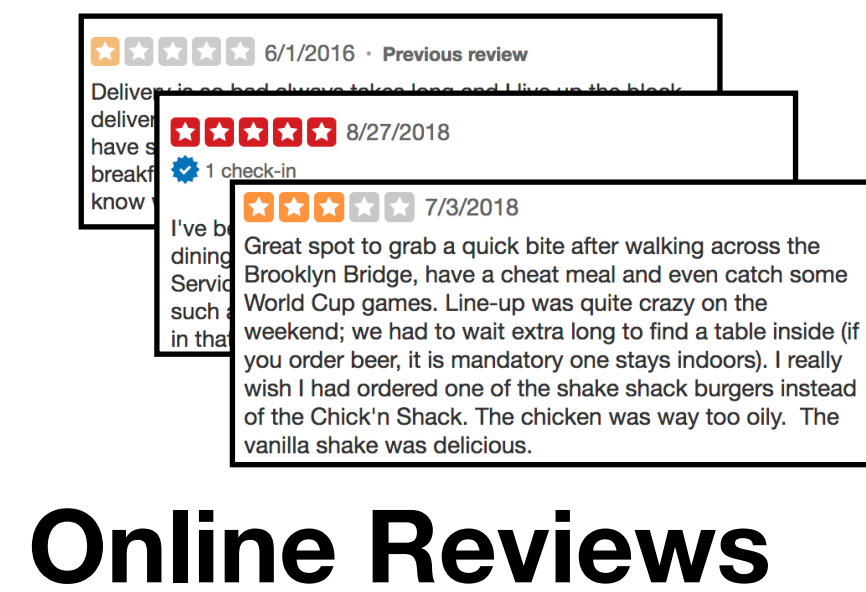 6/1/2016 · Previous review
Delivery is so bad always takes long and I live up the block
deliver
have s
breakf
know
8/27/2018
1 check-in
I've be
dining
Servic
such a
in that
7/3/2018
Great spot to grab a quick bite after walking across the
Brooklyn Bridge, have a cheat meal and even catch some
World Cup games. Line-up was quite crazy on the
weekend; we had to wait extra long to find a table inside (if
you order beer, it is mandatory one stays indoors). I really
wish I had ordered one of the shake shack burgers instead
of the Chick'n Shack. The chicken was way too oily.  The
vanilla shake was delicious.
Online Reviews